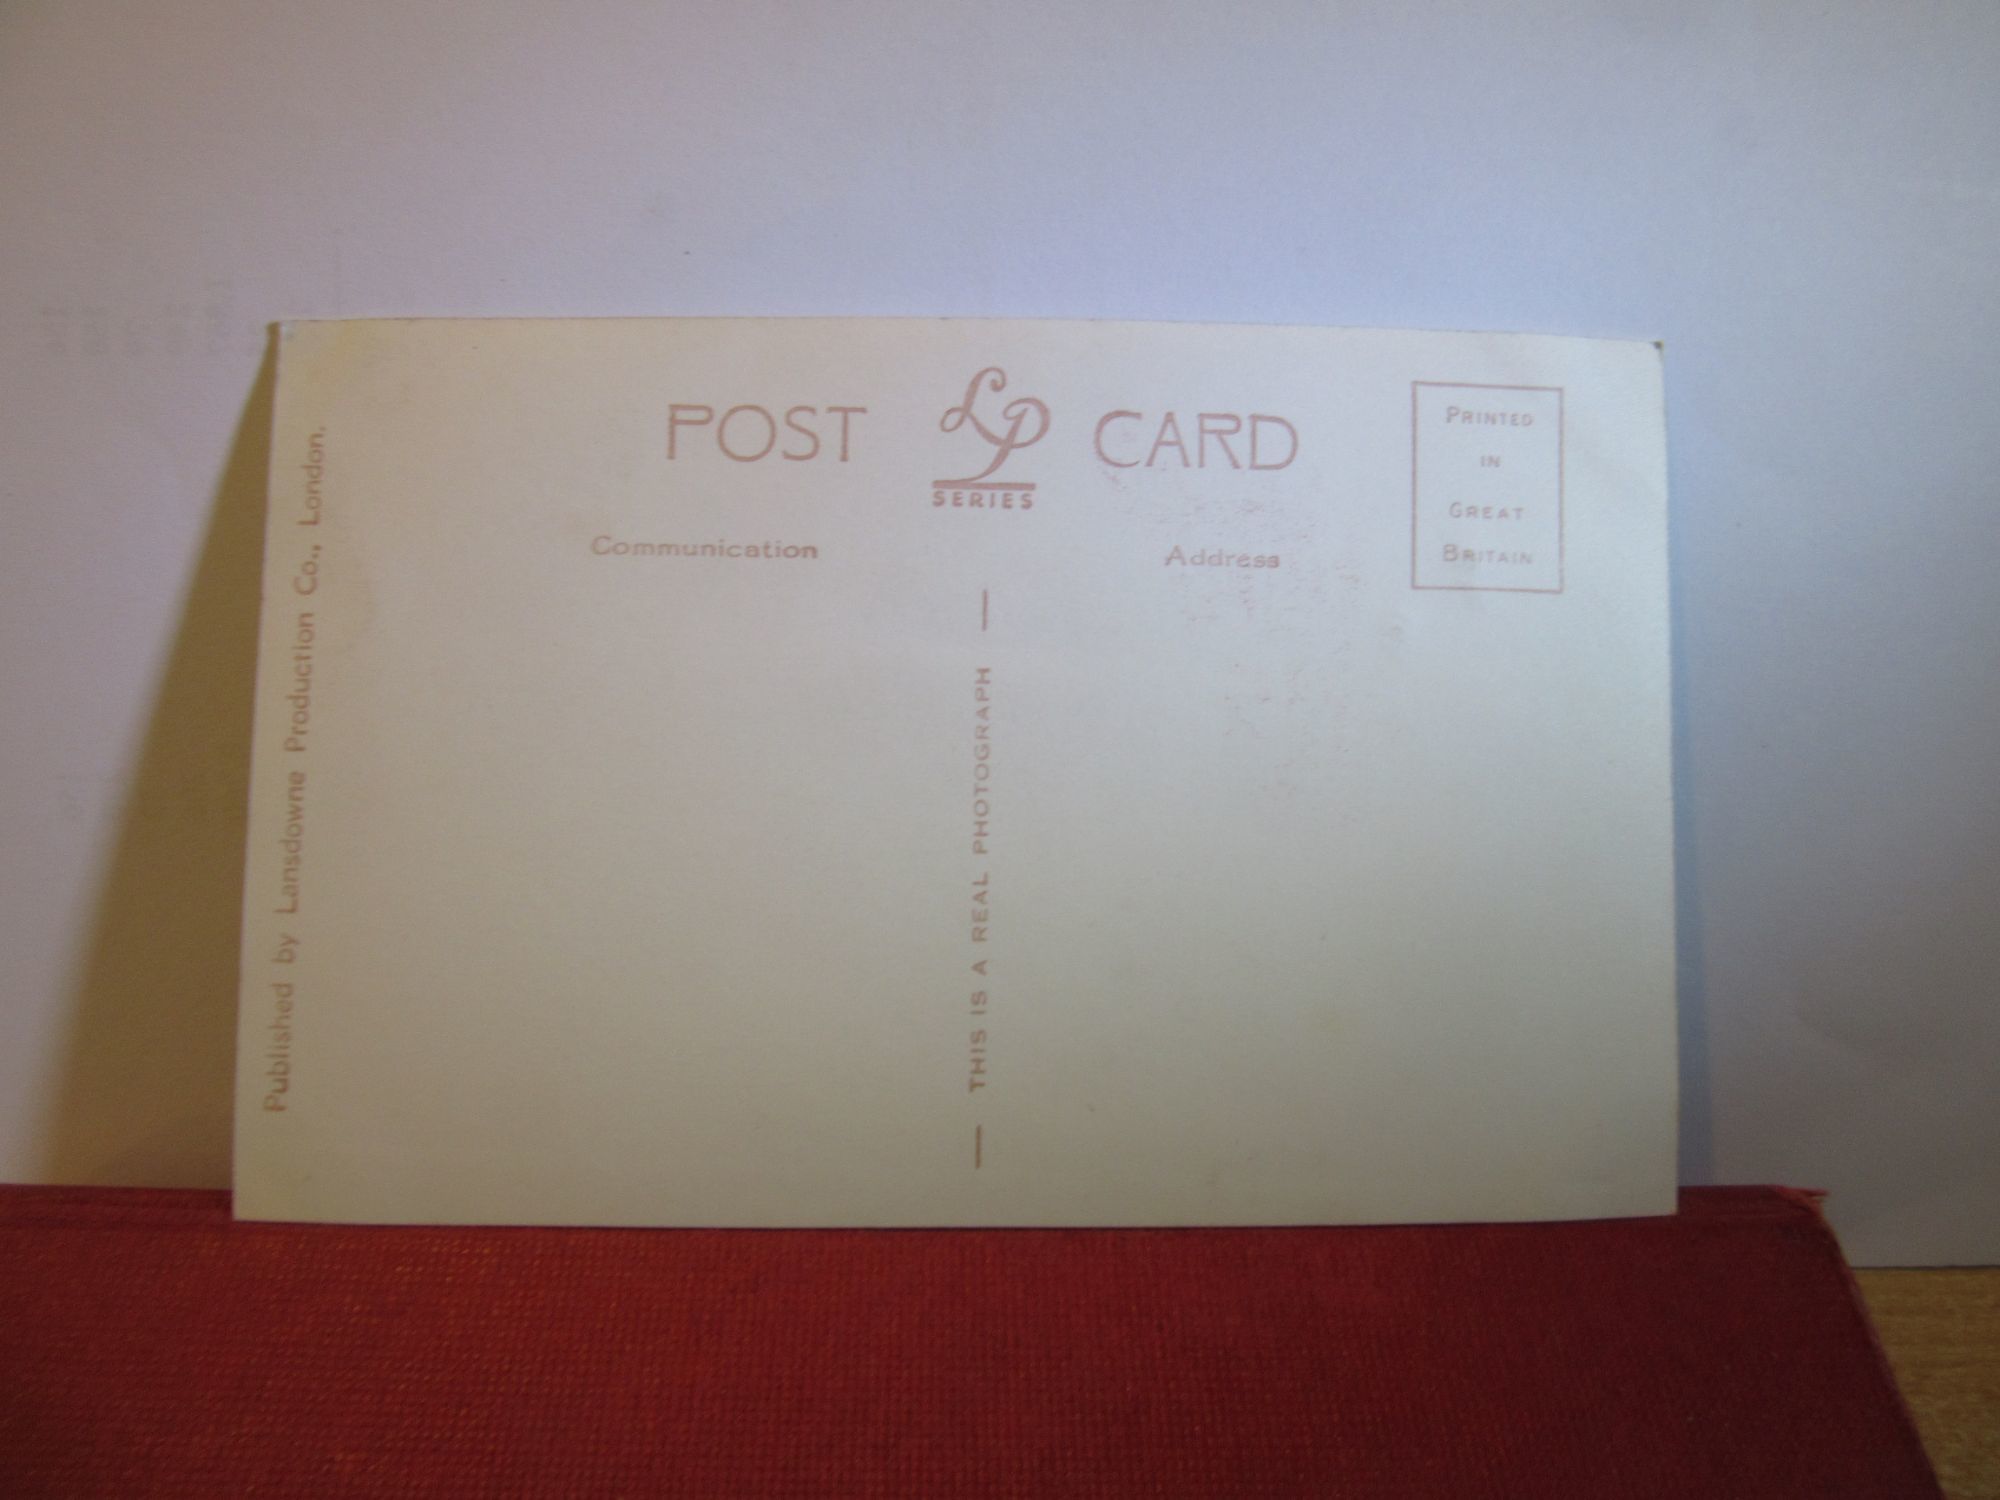 POST LP CARD
SERIES
PRINTED
IN
GREAT
BRITAIN
Communication
Address
THIS IS A REAL PHOTOGRAPH
Published by Lansdowne Production Co., London.